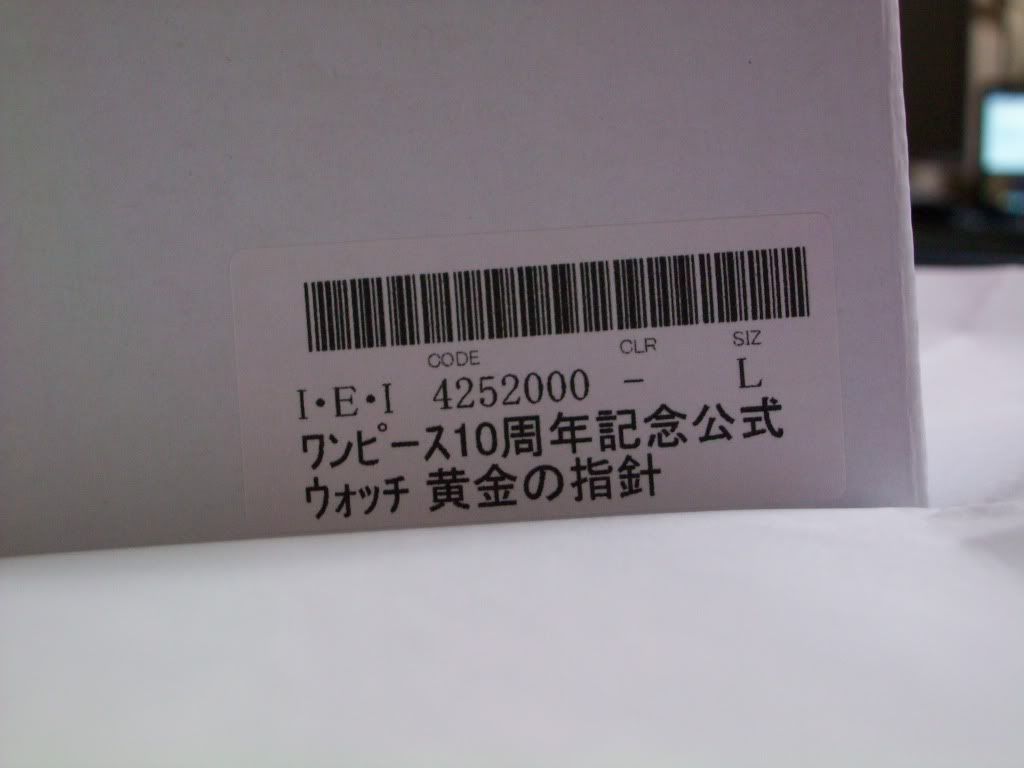 CODE CLR SIZ
I・E・I 4252000 － L
ワンピース10周年記念公式
ウォッチ 黄金の指針